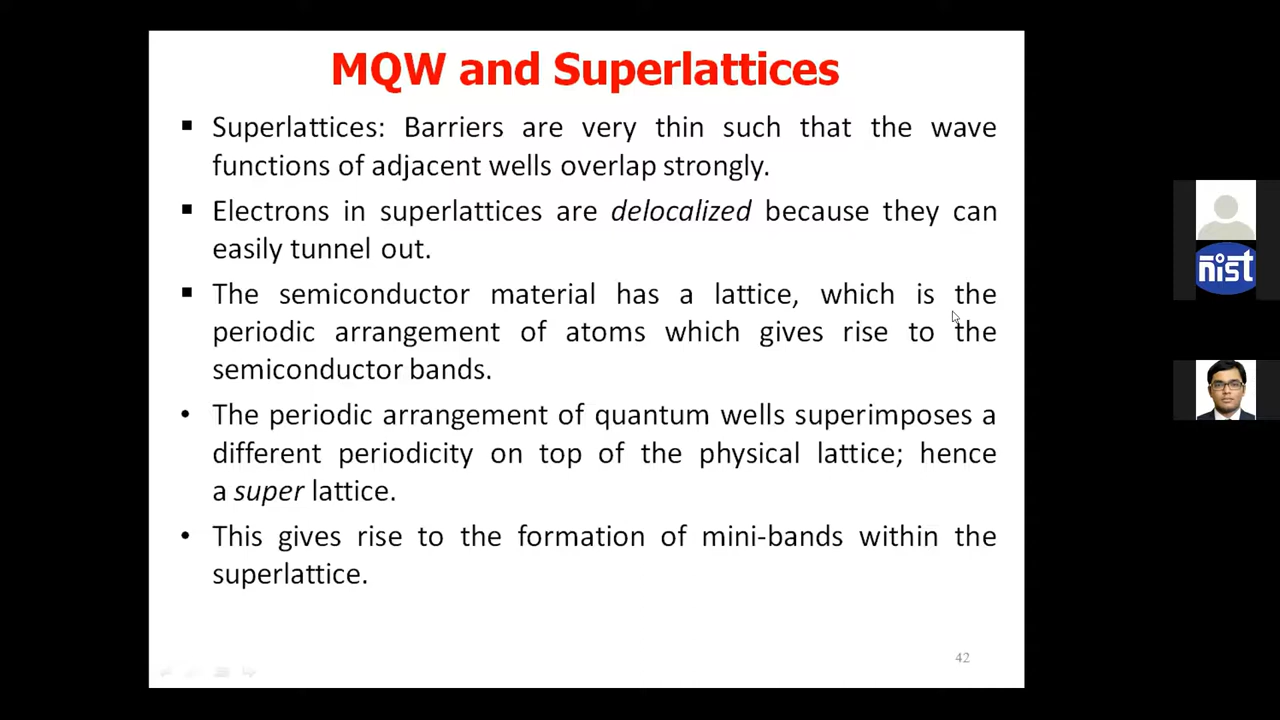 MQW and Superlattices
▪ Superlattices: Barriers are very thin such that the wave
functions of adjacent wells overlap strongly.
▪ Electrons in superlattices are delocalized because they can
easily tunnel out.
▪ The semiconductor material has a lattice, which is the
periodic arrangement of atoms which gives rise to the
semiconductor bands.
• The periodic arrangement of quantum wells superimposes a
different periodicity on top of the physical lattice; hence
a super lattice.
• This gives rise to the formation of mini-bands within the
superlattice.
42
nist